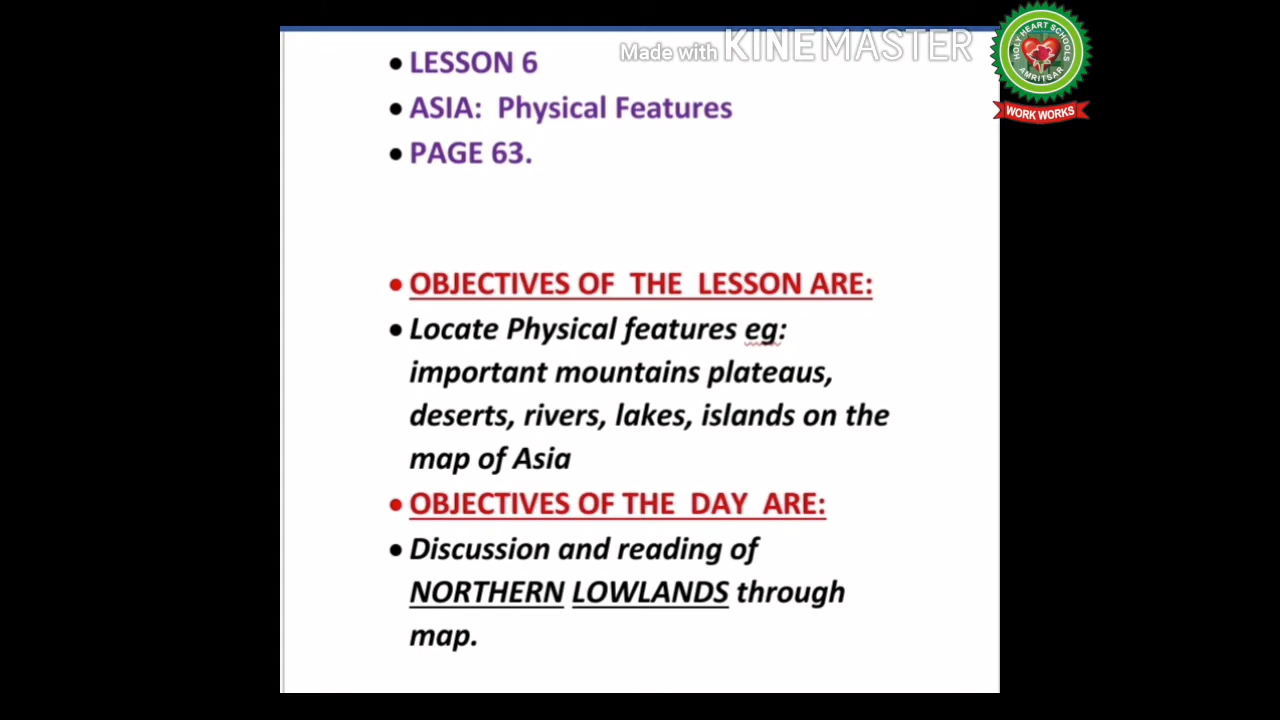 Made with KINEMASTER
HOLY HEART SCHOOLS
AMRITSAR
WORK WORKS
• LESSON 6
• ASIA:  Physical Features
• PAGE 63.
• OBJECTIVES OF  THE  LESSON ARE:
• Locate Physical features eg:
important mountains plateaus,
deserts, rivers, lakes, islands on the
map of Asia
• OBJECTIVES OF THE  DAY  ARE:
• Discussion and reading of
NORTHERN LOWLANDS through
map.